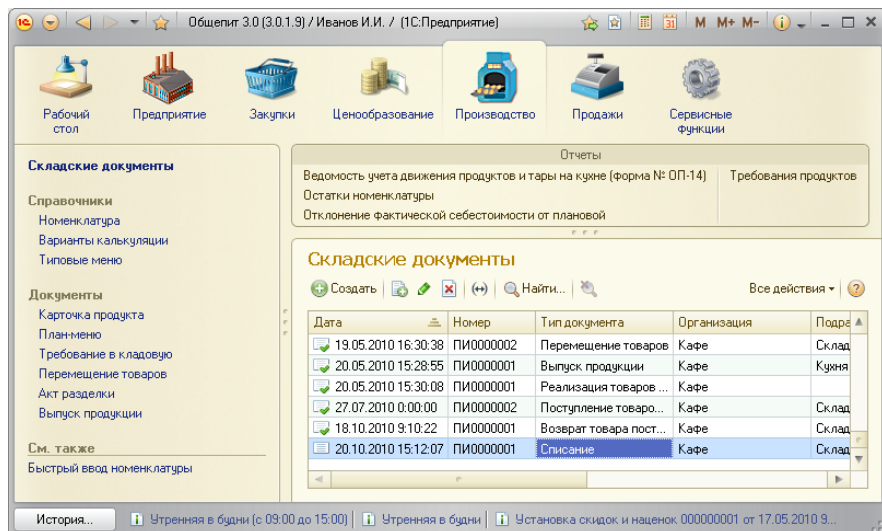 Общепит 3.0 (3.0.1.9) / Иванов И.И. / (1С:Предприятие)
M M+ M-
Рабочий стол
Предприятие
Закупки
Ценообразование
Производство
Продажи
Сервисные функции
Складские документы
Справочники
Номенклатура
Варианты калькуляции
Типовые меню
Документы
Карточка продукта
План-меню
Требование в кладовую
Перемещение товаров
Акт разделки
Выпуск продукции
См. также
Быстрый ввод номенклатуры
Отчеты
Ведомость учета движения продуктов и тары на кухне (форма № ОП-14) Требования продуктов
Остатки номенклатуры
Отклонение фактической себестоимости от плановой
Складские документы
Создать Найти... Все действия
Дата Номер Тип документа Организация Подра
19.05.2010 16:30:38 ПИ0000002 Перемещение товаров Кафе Склад
20.05.2010 15:28:55 ПИ0000001 Выпуск продукции Кафе Кухня
20.05.2010 15:30:08 ПИ0000001 Реализация товаров ... Кафе
27.07.2010 0:00:00 ПИ0000002 Поступление товаро... Кафе Склад
18.10.2010 9:10:22 ПИ0000001 Возврат товара пост... Кафе Склад
20.10.2010 15:12:07 ПИ0000001 Списание Кафе Склад
История... Утренняя в будни (с 09:00 до 15:00) Утренняя в будни Установка скидок и наценок 000000001 от 17.05.2010 9...